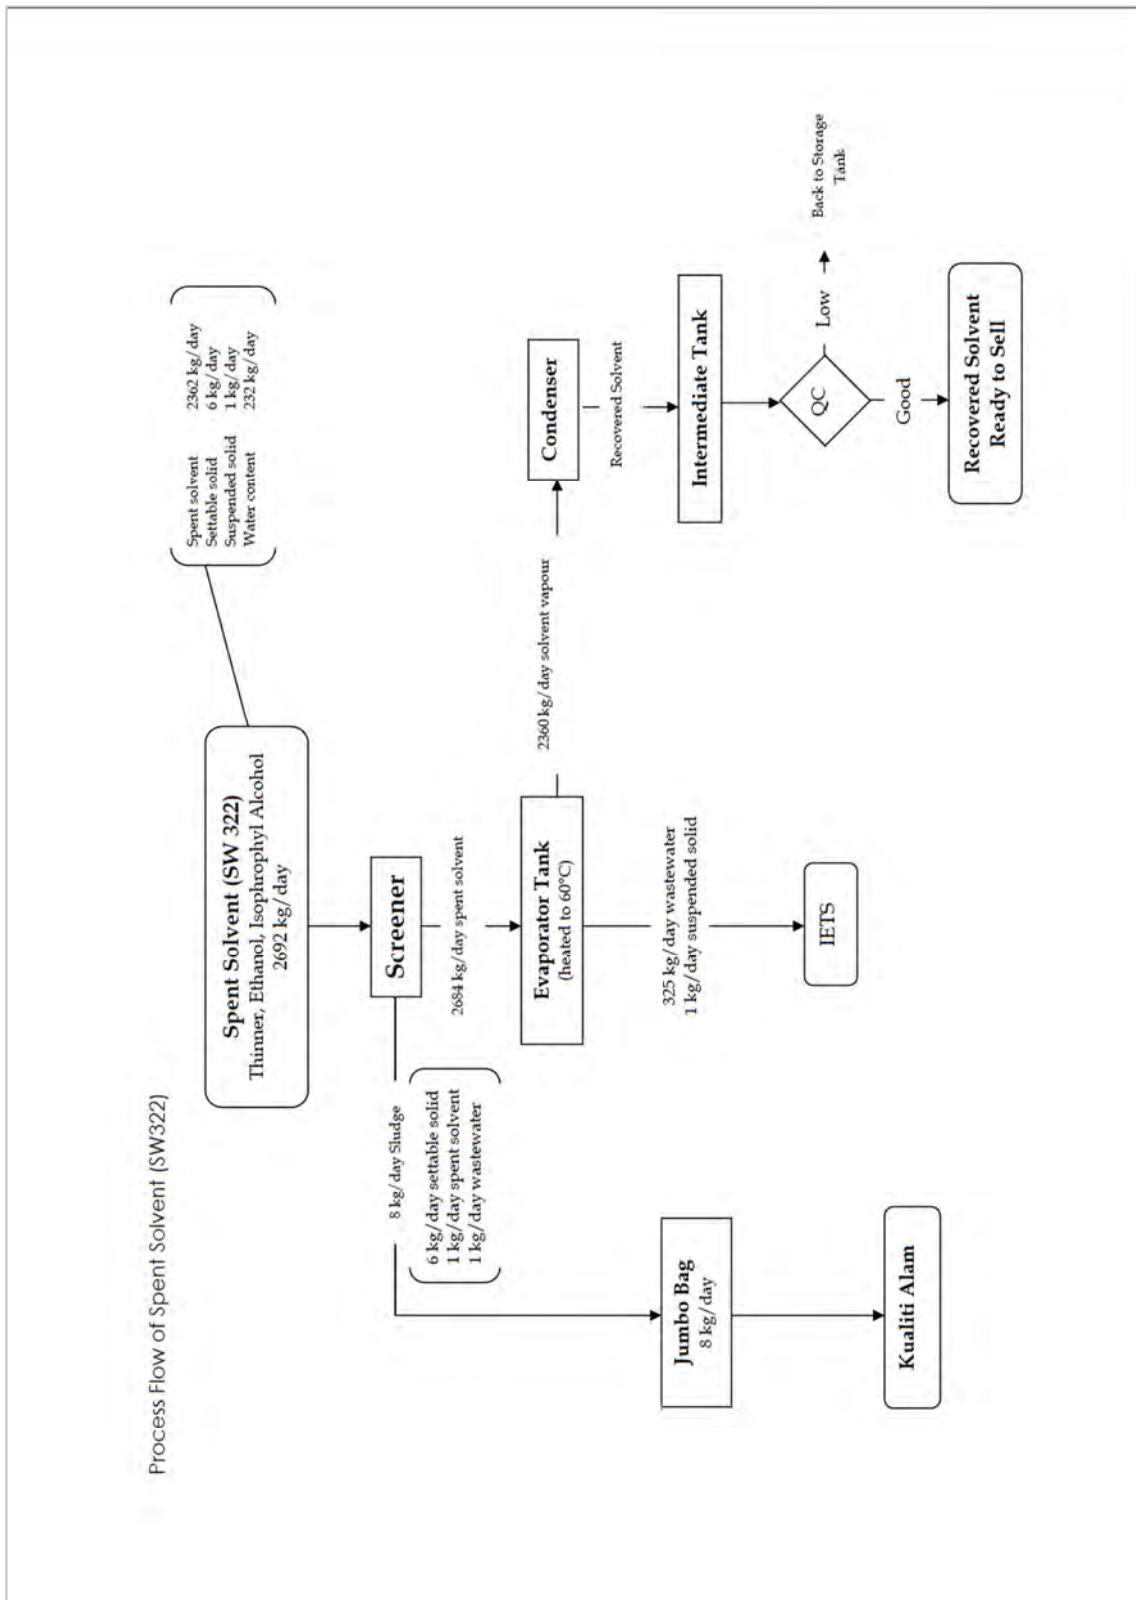 Process Flow of Spent Solvent (SW322)
Spent Solvent (SW 322)
Thinner, Ethanol, Isophrophyl Alcohol
2692 kg/day
Spent solvent 2362 kg/day
Settable solid 6 kg/day
Suspended solid 1 kg/day
Water content 232 kg/day
Screener
8 kg/day Sludge
6 kg/day settable solid
1 kg/day spent solvent
1 kg/day wastewater
2684 kg/day spent solvent
Evaporator Tank
(heated to 60°C)
2360 kg/day solvent vapour
Condenser
Recovered Solvent
Intermediate Tank
QC
Low
Back to Storage
Tank
Good
Recovered Solvent
Ready to Sell
325 kg/day wastewater
1 kg/day suspended solid
IETS
Jumbo Bag
8 kg/day
Kualiti Alam